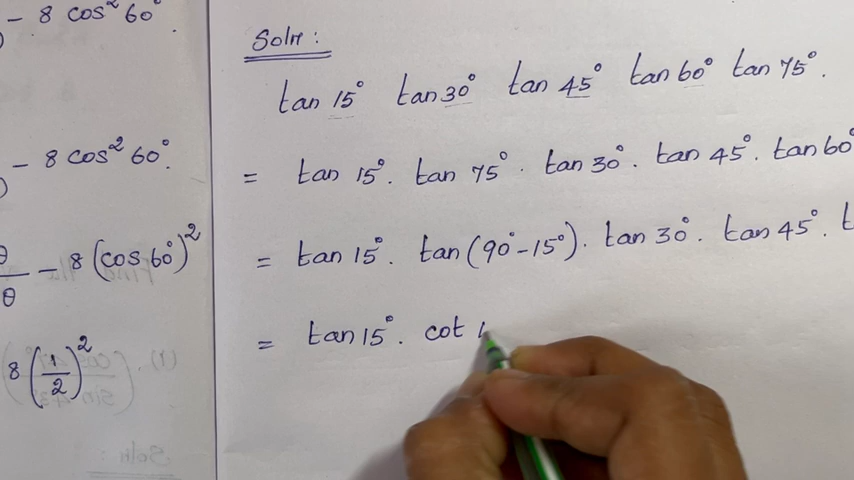 - 8 cos² 60°.
- 8 cos² 60°.
θ/θ - 8 (cos 60°)²
8 (1/2)²
Soln :
tan 15° tan 30° tan 45° tan 60° tan 75°.
= tan 15°. tan 75°. tan 30°. tan 45°. tan 60°
= tan 15°. tan (90° - 15°). tan 30°. tan 45°. t
= tan 15°. cot 1